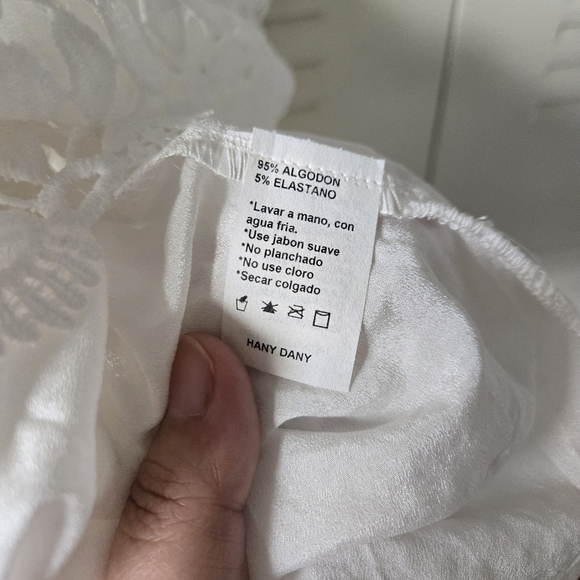 95% ALGODON
5% ELASTANO
*Lavar a mano, con
agua fria.
*Use jabon suave
*No planchado
*No use cloro
*Secar colgado
HANY DANY